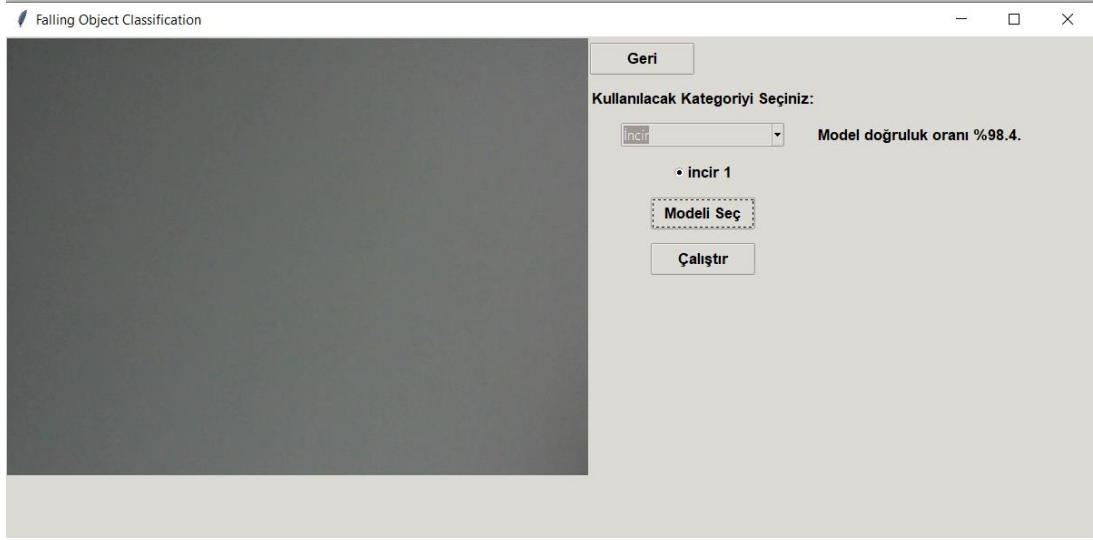 Falling Object Classification
Geri
Kullanılacak Kategoriyi Seçiniz:
İncir
Model doğruluk oranı %98.4.
incir 1
Modeli Seç
Çalıştır